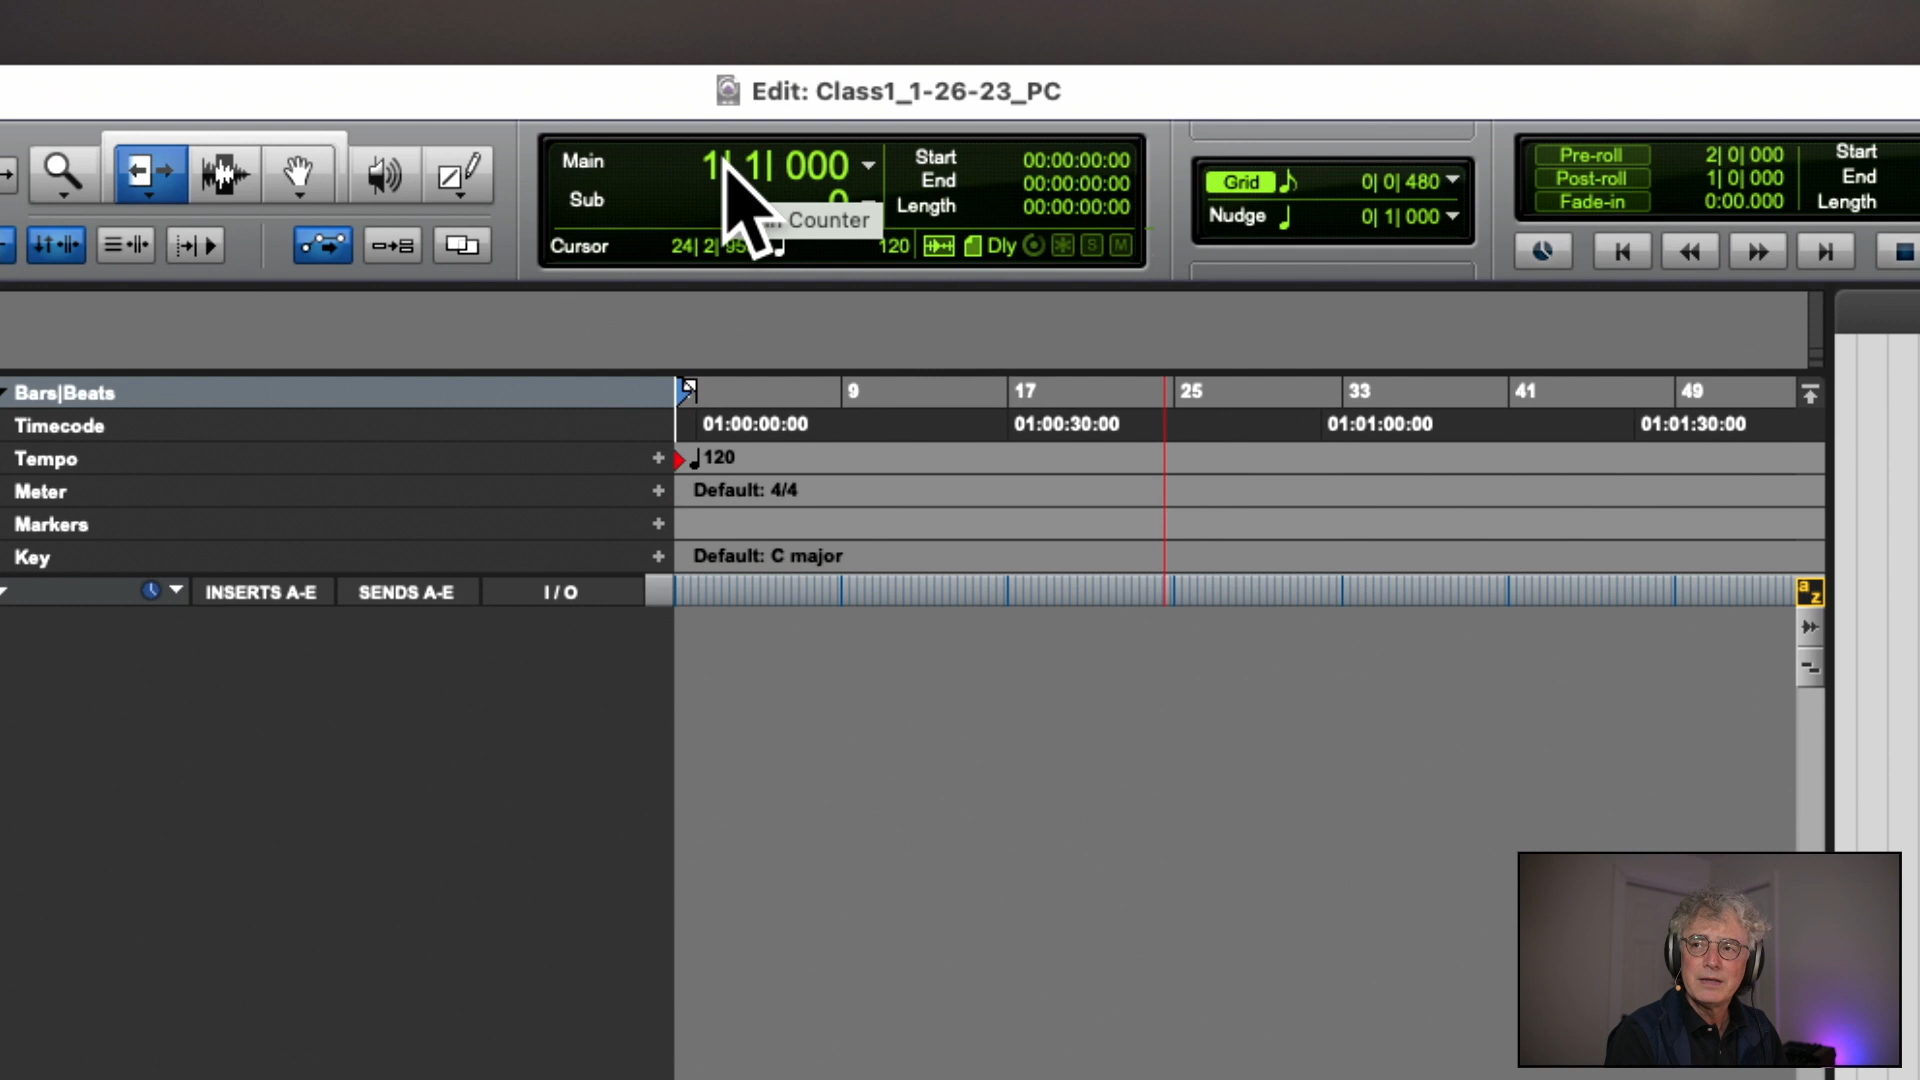 Edit: Class1_1-26-23_PC
Main 1| 1| 000
Sub
Cursor 24| 2|
Counter
Start 00:00:00:00
End 00:00:00:00
Length 00:00:00:00
120 Dly S M
Grid 0| 0| 480
Nudge 0| 1| 000
Pre-roll 2| 0| 000
Post-roll 1| 0| 000
Fade-in 0:00.000
Start
End
Length
Bars|Beats 9 17 25 33 41 49
Timecode 01:00:00:00 01:00:30:00 01:01:00:00 01:01:30:00
Tempo + 120
Meter + Default: 4/4
Markers +
Key + Default: C major
INSERTS A-E SENDS A-E I / O
a z